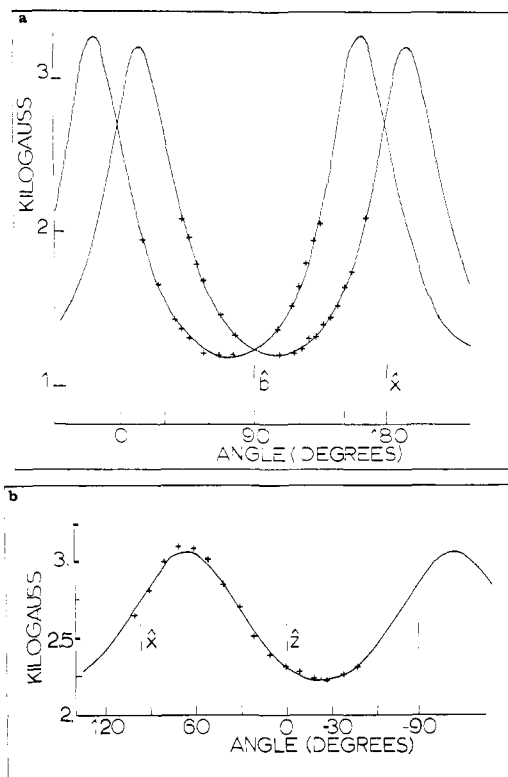 a
3
2
1
KILOGAUSS
b̂
x̂
0
90
180
ANGLE (DEGREES)
b
3.
2.5
2.
KILOGAUSS
x̂
ẑ
120
60
0
-30
-90
ANGLE (DEGREES)